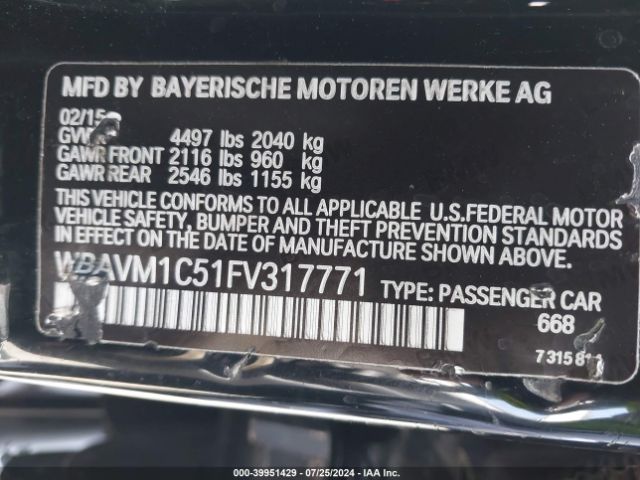 MFD BY BAYERISCHE MOTOREN WERKE AG
02/15
4497 lbs 2040 kg
GAWR FRONT 2116 lbs 960 kg
GAWR REAR 2546 lbs 1155 kg
THIS VEHICLE CONFORMS TO ALL APPLICABLE U.S.FEDERAL MOTOR
VEHICLE SAFETY, BUMPER AND THEFT PREVENTION STANDARDS
IN EFFECT ON THE DATE OF MANUFACTURE SHOWN ABOVE.
WBAVM1C51FV317771 TYPE: PASSENGER CAR
668
000-39951429 - 07/25/2024 - IAA Inc.